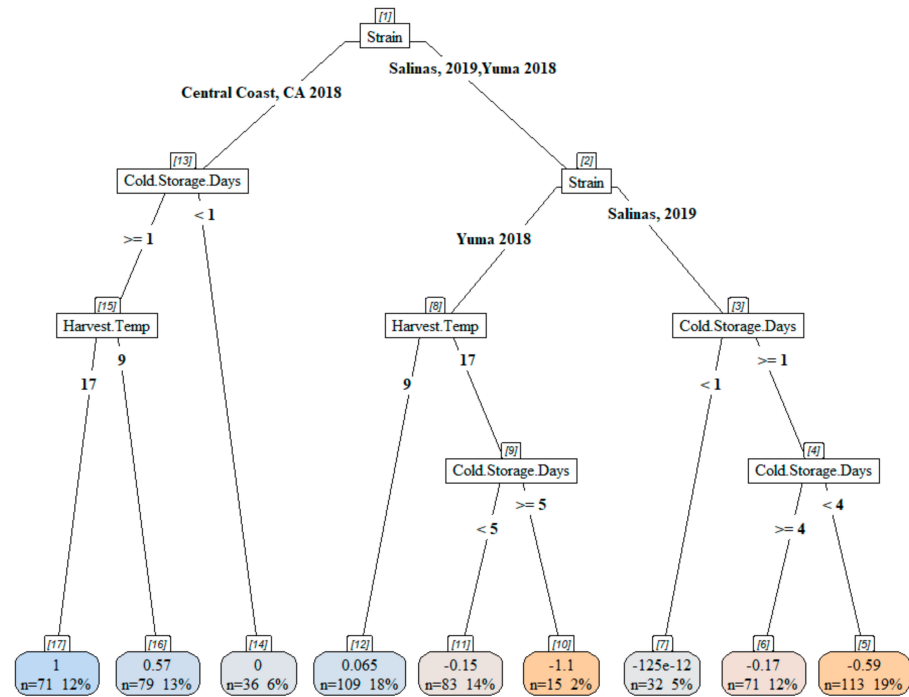 [1]
Strain
Salinas, 2019,Yuma 2018
Central Coast, CA 2018
[13]
Cold.Storage.Days
[2]
Strain
< 1
Salinas, 2019
>= 1
Yuma 2018
[15]
Harvest.Temp
[8]
Harvest.Temp
[3]
Cold.Storage.Days
9
17
>= 1
17
9
< 1
[9]
Cold.Storage.Days
[4]
Cold.Storage.Days
>= 5
< 4
< 5
>= 4
[17]
1
n=71 12%
[16]
0.57
n=79 13%
[14]
0
n=36 6%
[12]
0.065
n=109 18%
[11]
-0.15
n=83 14%
[10]
-1.1
n=15 2%
[7]
-125e-12
n=32 5%
[6]
-0.17
n=71 12%
[5]
-0.59
n=113 19%